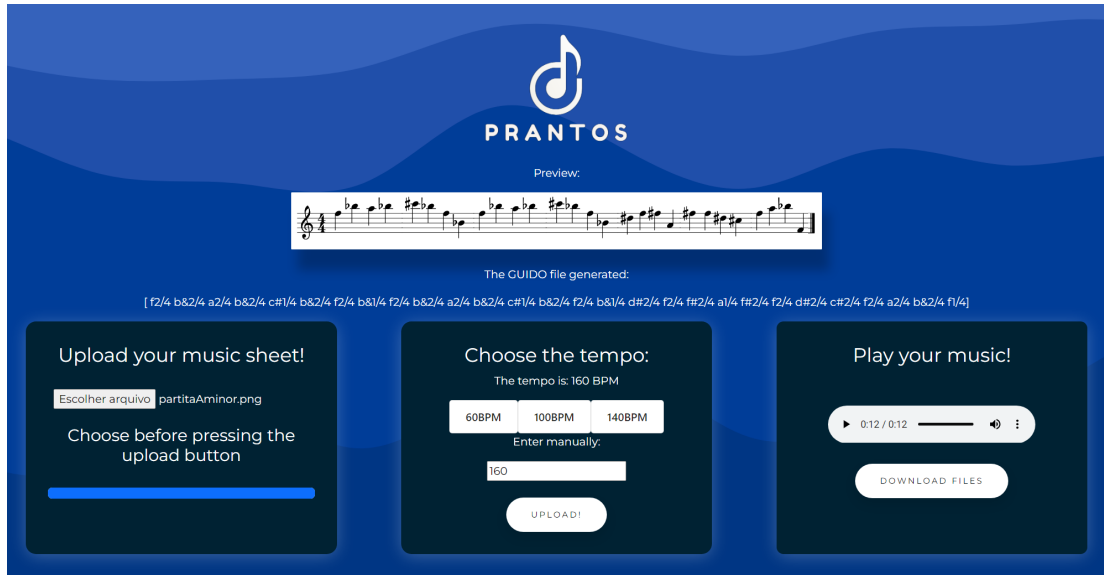 PRANTOS
Preview:
4
4
The GUIDO file generated:
[ f2/4 b&2/4 a2/4 b&2/4 c#1/4 b&2/4 f2/4 b&1/4 f2/4 b&2/4 a2/4 b&2/4 c#1/4 b&2/4 f2/4 b&1/4 d#2/4 f2/4 f#2/4 a1/4 f#2/4 f2/4 d#2/4 c#2/4 f2/4 a2/4 b&2/4 f1/4]
Upload your music sheet!
Escolher arquivo partitaAminor.png
Choose before pressing the
upload button
Choose the tempo:
The tempo is: 160 BPM
60BPM 100BPM 140BPM
Enter manually:
160
UPLOAD!
Play your music!
0:12 / 0:12
DOWNLOAD FILES